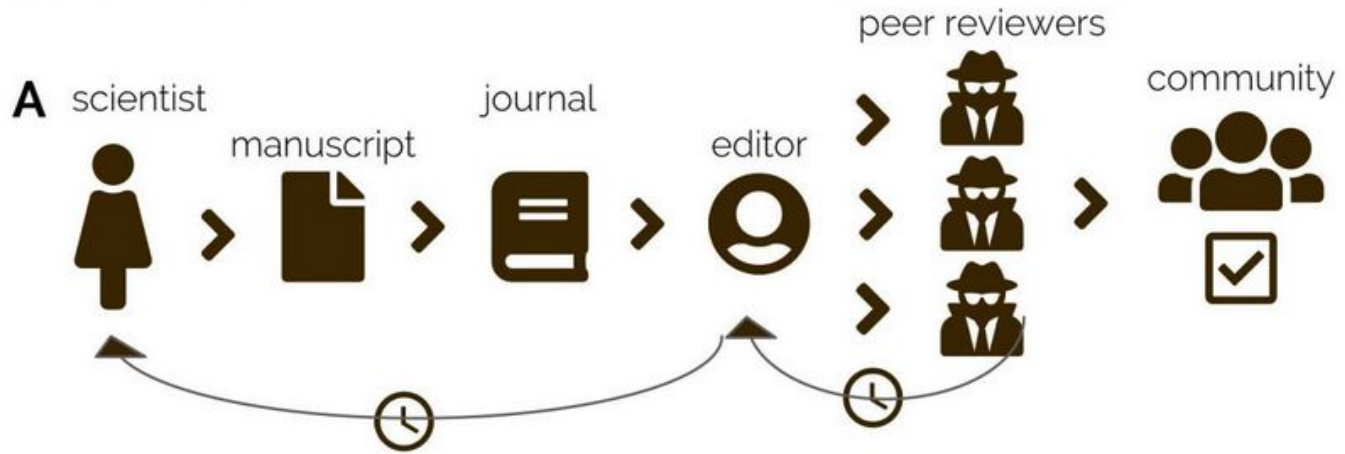 A
scientist
manuscript
journal
editor
peer reviewers
community